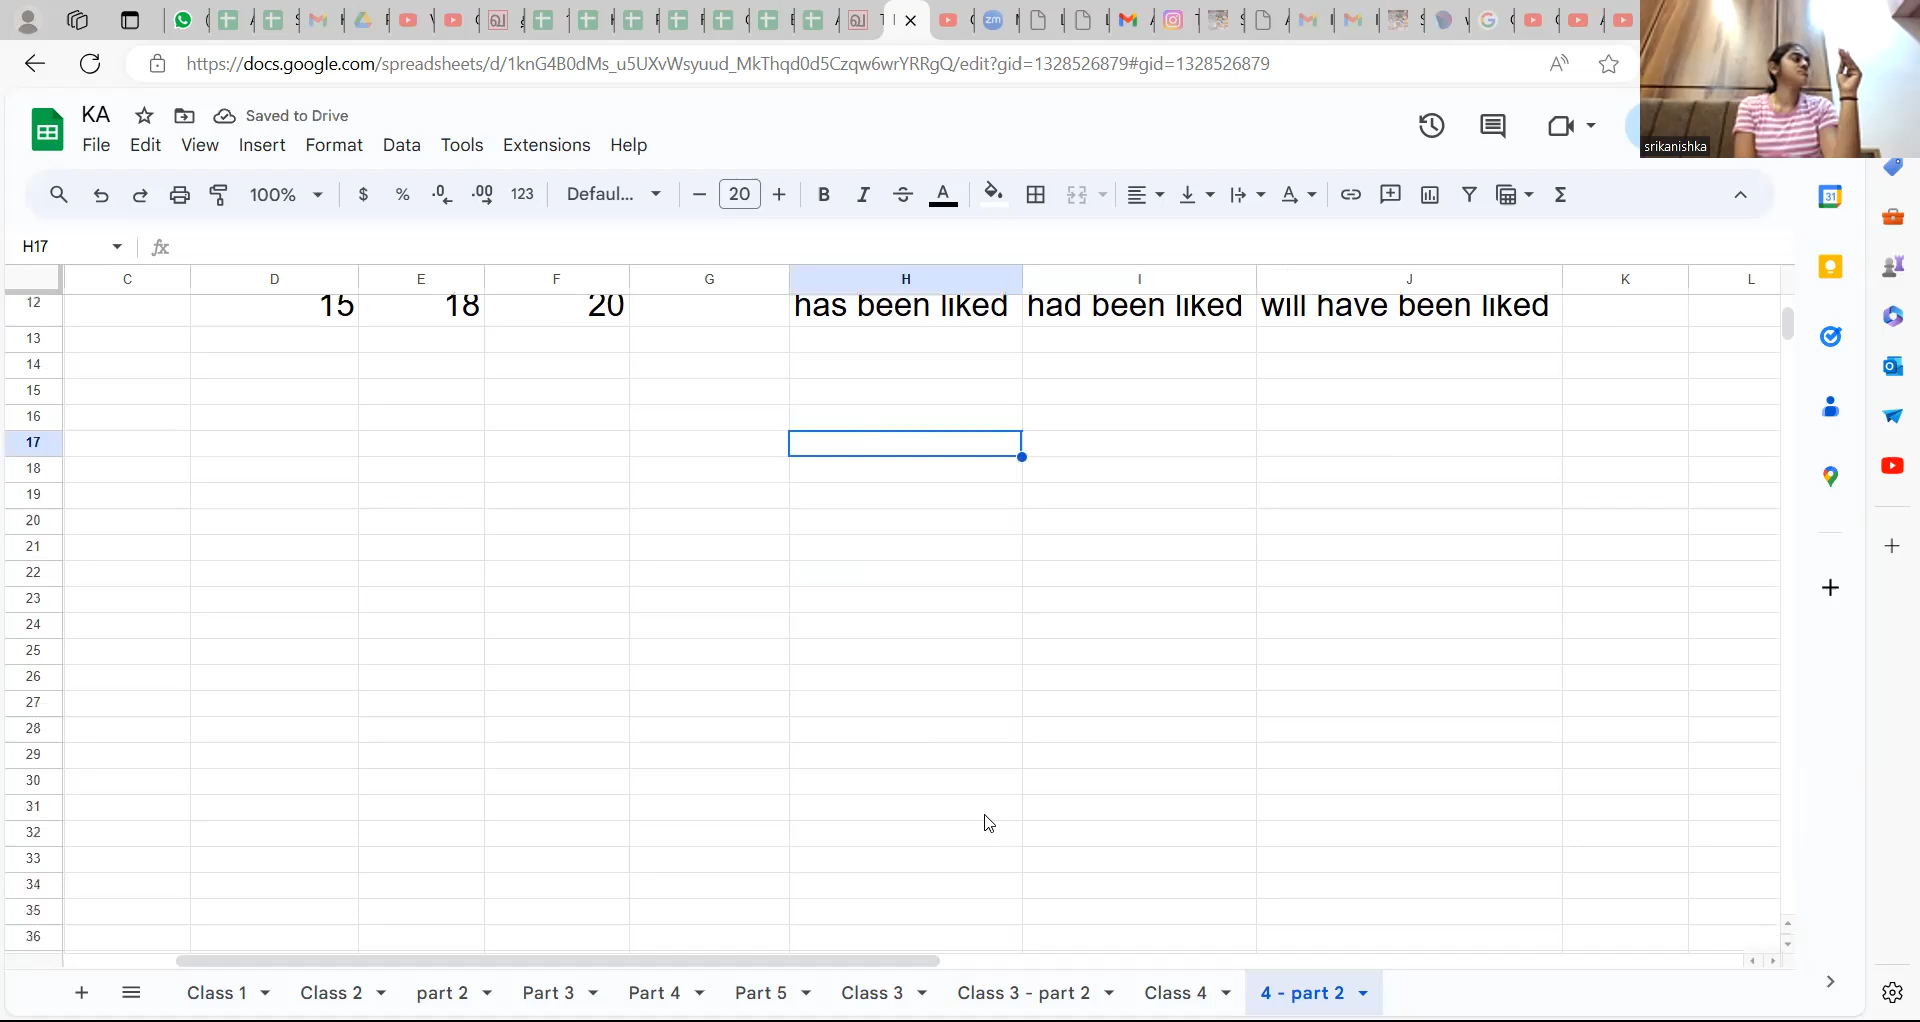 https://docs.google.com/spreadsheets/d/1knG4B0dMs_u5UXvWsyuud_MkThqd0d5Czqw6wrYRRgQ/edit?gid=1328526879#gid=1328526879
srikanishka
KA
Saved to Drive
File Edit View Insert Format Data Tools Extensions Help
100% $ % .0 .00 123 Defaul... 20 B I S A Σ
H17
fx
C D E F G H I J K L
12 15 18 20 has been liked had been liked will have been liked
13
14
15
16
17
18
19
20
21
22
23
24
25
26
27
28
29
30
31
32
33
34
35
36
Class 1 Class 2 part 2 Part 3 Part 4 Part 5 Class 3 Class 3 - part 2 Class 4 4 - part 2